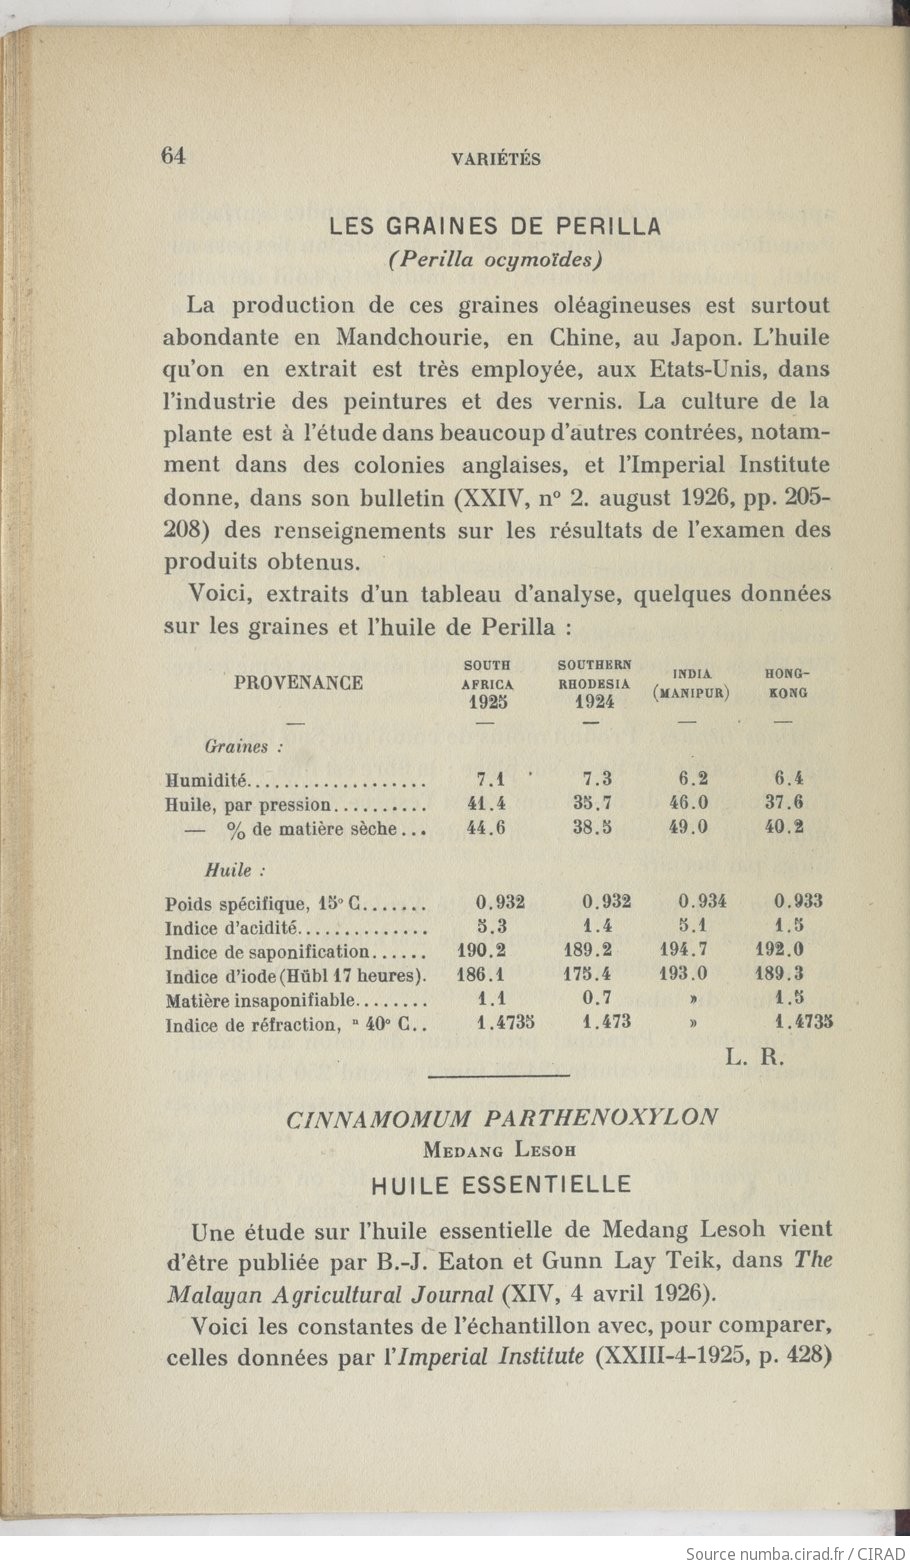 64
VARIÉTÉS
LES GRAINES DE PERILLA
(Perilla ocymoïdes)
La production de ces graines oléagineuses est surtout
abondante en Mandchourie, en Chine, au Japon. L'huile
qu'on en extrait est très employée, aux Etats-Unis, dans
l'industrie des peintures et des vernis. La culture de la
plante est à l'étude dans beaucoup d'autres contrées, notam-
ment dans des colonies anglaises, et l'Imperial Institute
donne, dans son bulletin (XXIV, nº 2. august 1926, pp. 205-
208) des renseignements sur les résultats de l'examen des
produits obtenus.
Voici, extraits d'un tableau d'analyse, quelques données
sur les graines et l'huile de Perilla :
PROVENANCE SOUTH AFRICA 1925 SOUTHERN RHODESIA 1924 INDIA (MANIPUR) HONG-KONG
— — — — —
Graines :
Humidité................... 7.1 7.3 6.2 6.4
Huile, par pression.......... 41.4 35.7 46.0 37.6
— % de matière sèche... 44.6 38.5 49.0 40.2
Huile :
Poids spécifique, 15º C....... 0.932 0.932 0.934 0.933
Indice d'acidité.............. 5.3 1.4 5.1 1.5
Indice de saponification...... 190.2 189.2 194.7 192.0
Indice d'iode (Hübl 17 heures). 186.1 175.4 193.0 189.3
Matière insaponifiable........ 1.1 0.7 » 1.5
Indice de réfraction, ⁿ 40º C.. 1.4735 1.473 » 1.4735
L. R.
CINNAMOMUM PARTHENOXYLON
MEDANG LESOH
HUILE ESSENTIELLE
Une étude sur l'huile essentielle de Medang Lesoh vient
d'être publiée par B.-J. Eaton et Gunn Lay Teik, dans The
Malayan Agricultural Journal (XIV, 4 avril 1926).
Voici les constantes de l'échantillon avec, pour comparer,
celles données par l'Imperial Institute (XXIII-4-1925, p. 428)
Source numba.cirad.fr / CIRAD